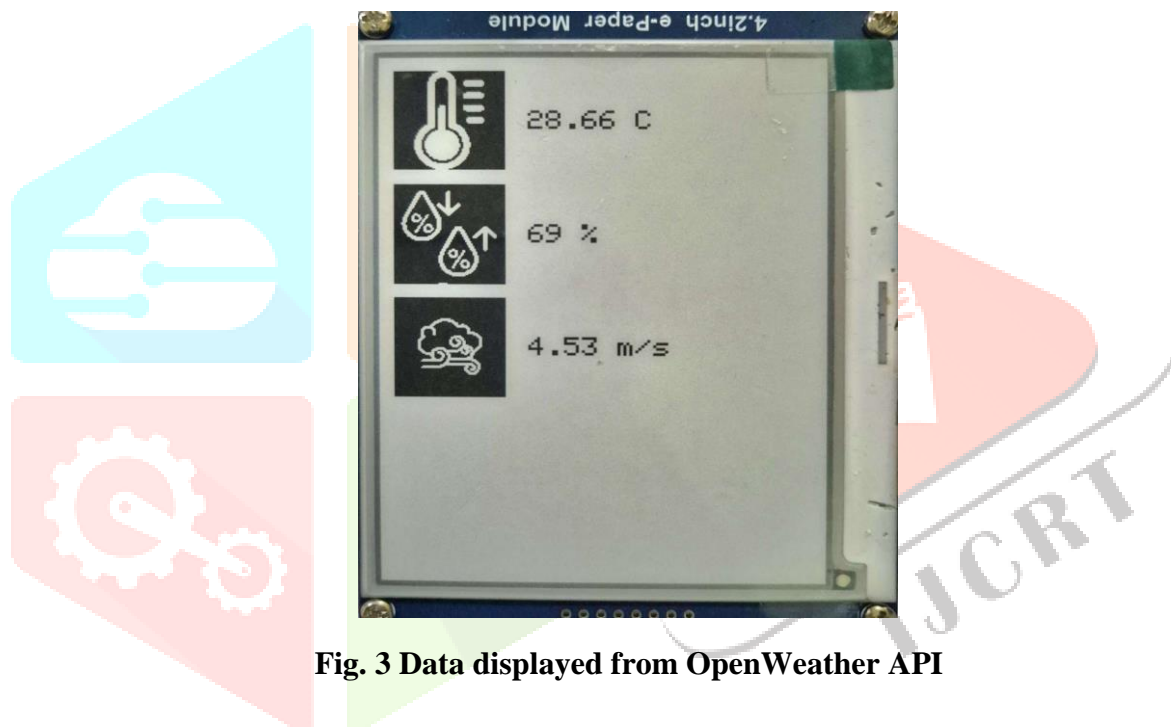 4.2inch e-Paper Module
28.66 C
%
%
69 %
4.53 m/s
IJCRT
Fig. 3 Data displayed from OpenWeather API